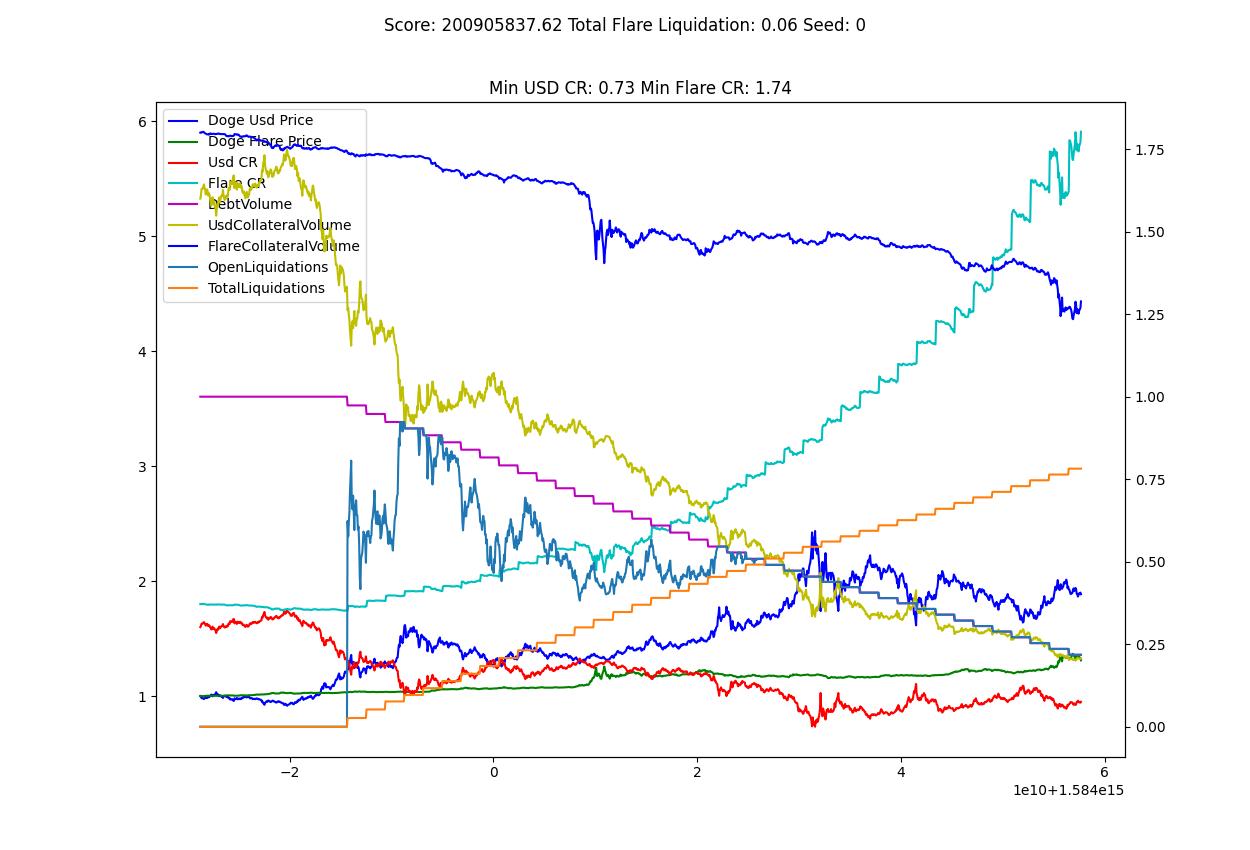 Score: 200905837.62 Total Flare Liquidation: 0.06 Seed: 0
Min USD CR: 0.73 Min Flare CR: 1.74
Doge Usd Price
Doge Flare Price
Usd CR
Flare CR
DebtVolume
UsdCollateralVolume
FlareCollateralVolume
OpenLiquidations
TotalLiquidations
6
5
4
3
2
1
1.75
1.50
1.25
1.00
0.75
0.50
0.25
0.00
−2
0
2
4
6
1e10+1.584e15